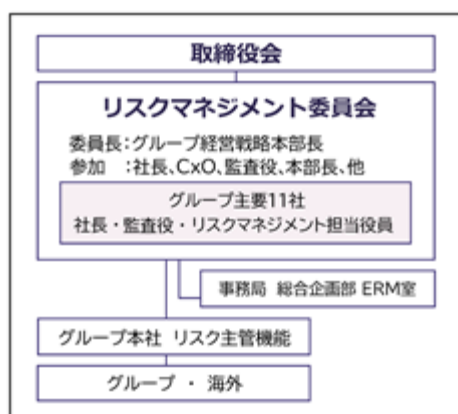 取締役会
リスクマネジメント委員会
委員長：グループ経営戦略本部長
参加　：社長、CxO、監査役、本部長、他
グループ主要11社
社長・監査役・リスクマネジメント担当役員
事務局　総合企画部 ERM室
グループ本社　リスク主管機能
グループ ・ 海外